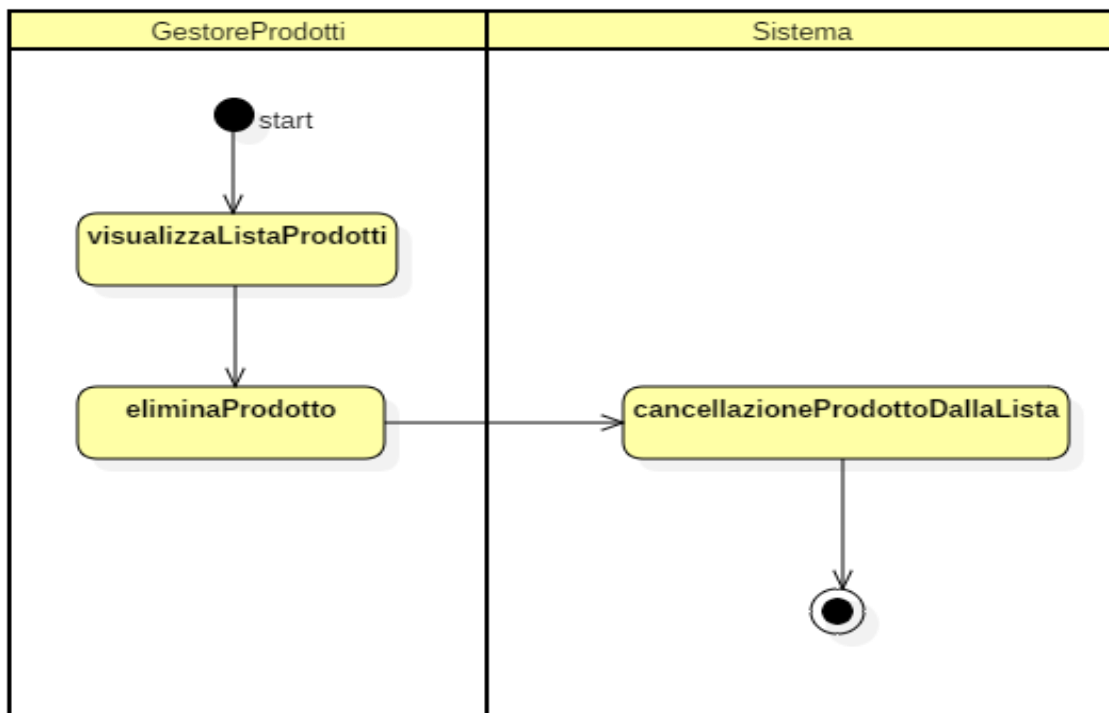 GestoreProdotti
Sistema
start
visualizzaListaProdotti
eliminaProdotto
cancellazioneProdottoDallaLista